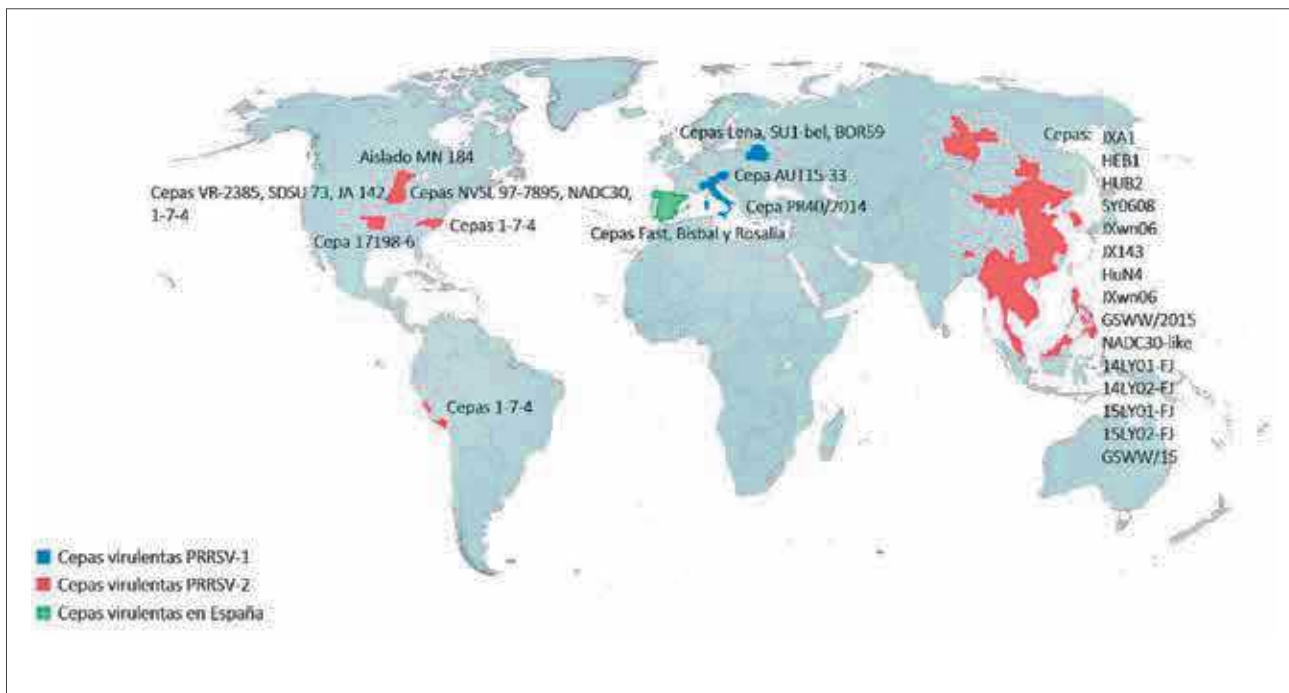 Cepas Lena, SU1-bel, BOR59
Aislado MN 184
Cepa AUT15-33
Cepas VR-2385, SDSU 73, JA 142,
1-7-4
Cepas NVSL 97-7895, NADC30,
Cepa PR40/2014
Cepas 1-7-4
Cepa 17198-6
Cepas Fast, Bisbal y Rosalía
Cepas 1-7-4
Cepas:
JXA1
HEB1
HUB2
SY0608
JXwn06
JX143
HuN4
JXwn06
GSWW/2015
NADC30-like
14LY01-FJ
14LY02-FJ
15LY01-FJ
15LY02-FJ
GSWW/15
Cepas virulentas PRRSV-1
Cepas virulentas PRRSV-2
Cepas virulentas en España